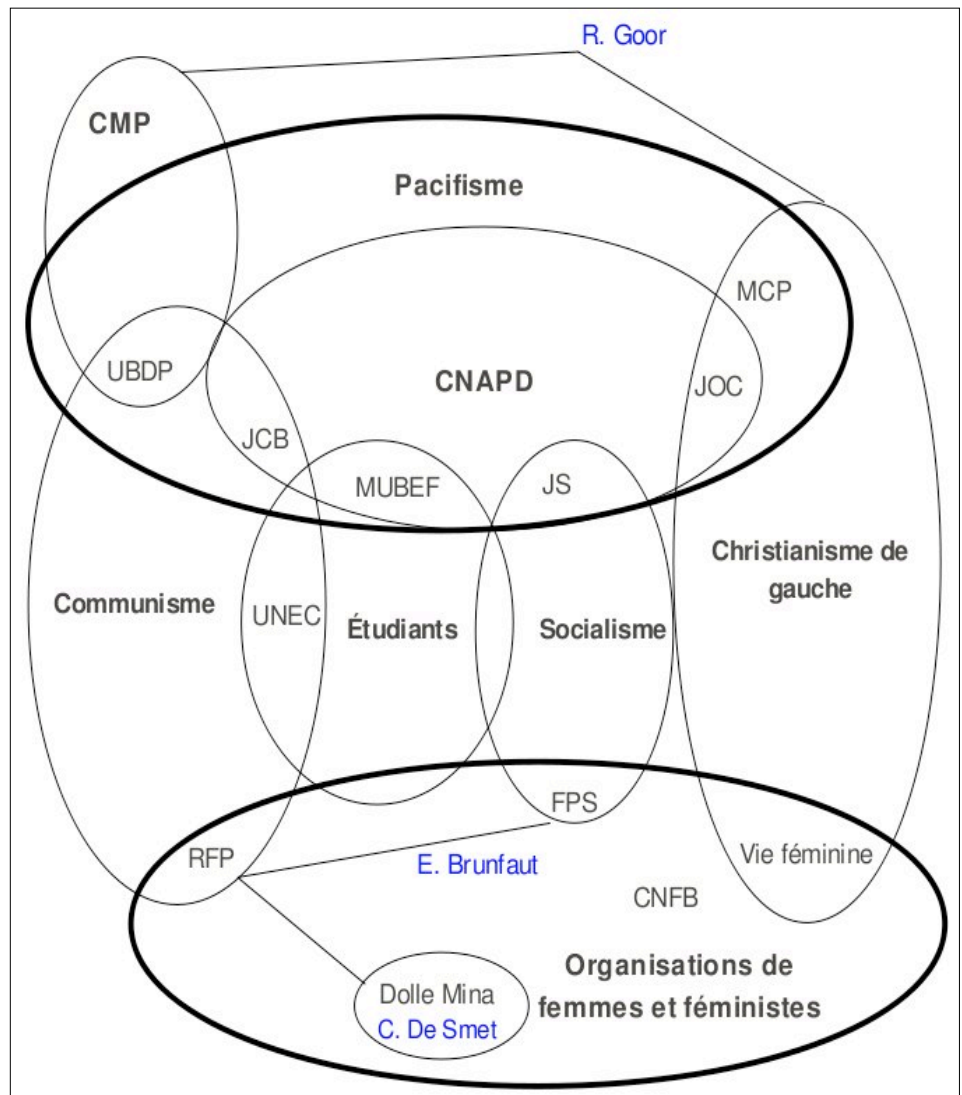 R. Goor
CMP
Pacifisme
MCP
UBDP
CNAPD
JOC
JCB
MUBEF
JS
Christianisme de
gauche
Communisme
UNEC
Étudiants
Socialisme
FPS
RFP
E. Brunfaut
Vie féminine
CNFB
Organisations de
femmes et féministes
Dolle Mina
C. De Smet